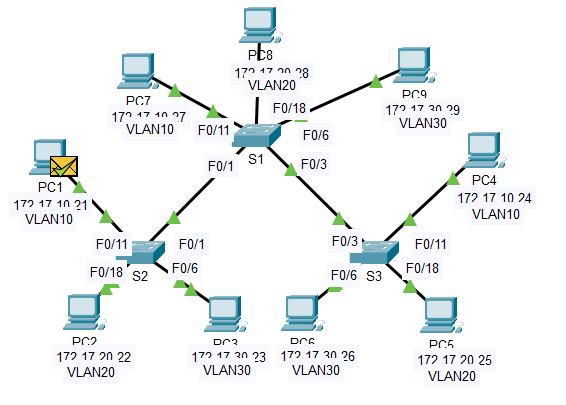 PC8
172.17.20.28
VLAN20
PC7
172.17.10.27
VLAN10
PC9
172.17.30.29
VLAN30
F0/18
F0/11
F0/6
S1
F0/1
F0/3
PC1
172.17.10.21
VLAN10
PC4
172.17.10.24
VLAN10
F0/11
F0/1
F0/18
F0/6
S2
F0/3
F0/11
F0/6
F0/18
S3
PC2
172.17.20.22
VLAN20
PC3
172.17.30.23
VLAN30
PC6
172.17.30.26
VLAN30
PC5
172.17.20.25
VLAN20